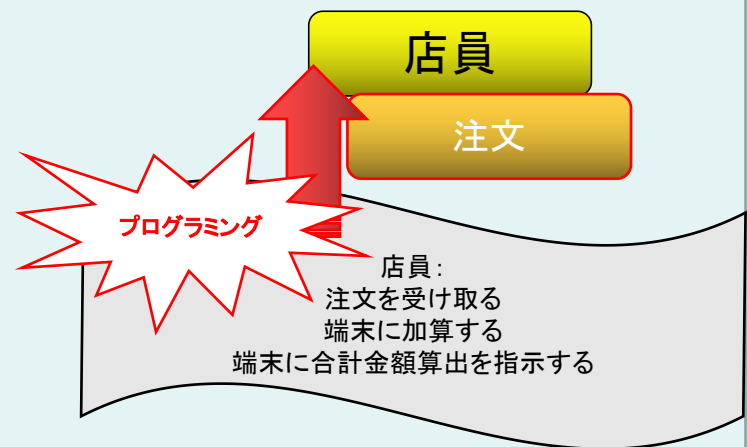 店員
注文
プログラミング
店員：
注文を受け取る
端末に加算する
端末に合計金額算出を指示する